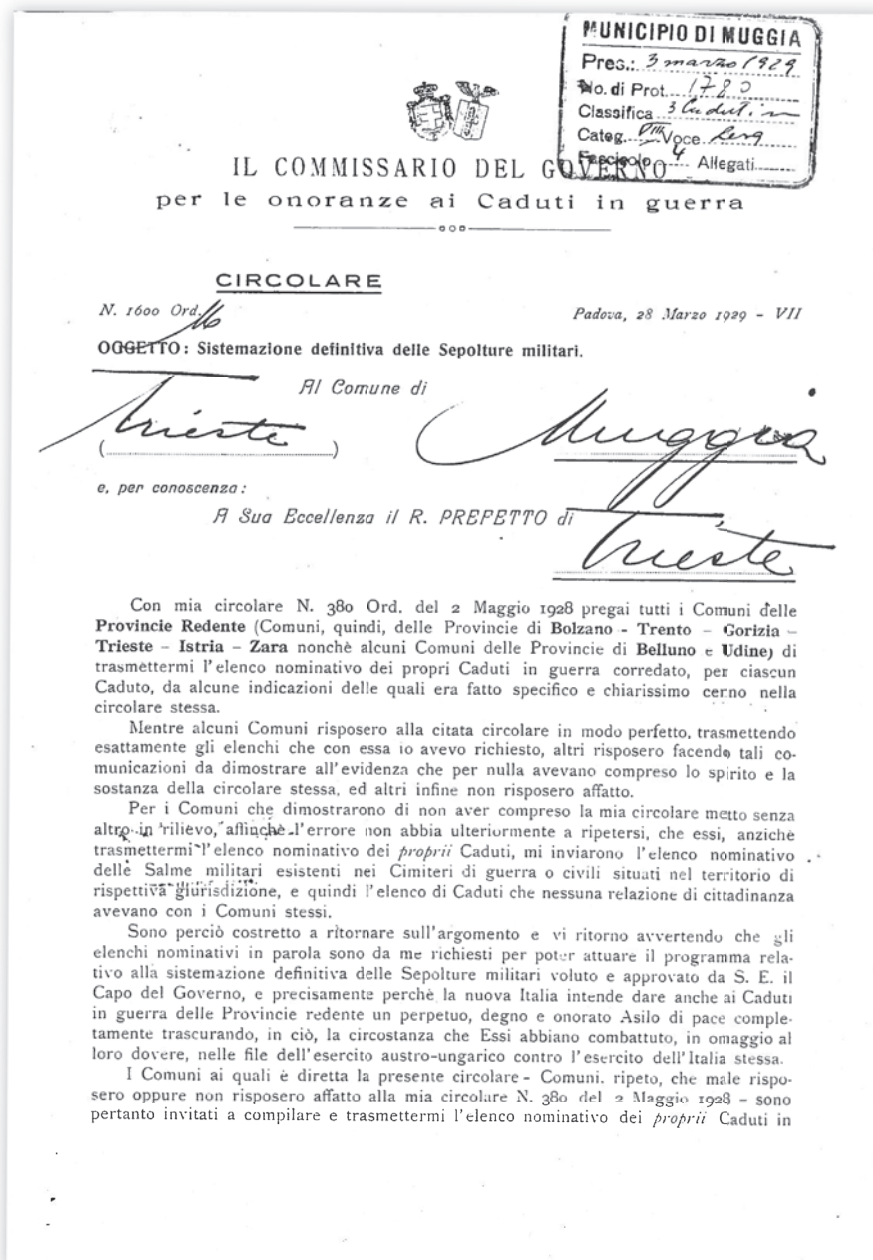 MUNICIPIO DI MUGGIA
Pres.: 3 marzo 1929
No. di Prot. 178
Classifica 3 Caduti in
Categ. VIII Voce Leva
Fascicolo 4 Allegati
IL COMMISSARIO DEL GOVERNO
per le onoranze ai Caduti in guerra
CIRCOLARE
N. 1600 Ord. 16
Padova, 28 Marzo 1929 - VII
OGGETTO: Sistemazione definitiva delle Sepolture militari.
Al Comune di
Trieste
Muggia
e, per conoscenza:
A Sua Eccellenza il R. PREFETTO di
Trieste
Con mia circolare N. 380 Ord. del 2 Maggio 1928 pregai tutti i Comuni delle
Provincie Redente (Comuni, quindi, delle Provincie di Bolzano - Trento - Gorizia -
Trieste - Istria - Zara nonchè alcuni Comuni delle Provincie di Belluno e Udine) di
trasmettermi l'elenco nominativo dei propri Caduti in guerra corredato, per ciascun
Caduto, da alcune indicazioni delle quali era fatto specifico e chiarissimo cerno nella
circolare stessa.
Mentre alcuni Comuni risposero alla citata circolare in modo perfetto, trasmettendo
esattamente gli elenchi che con essa io avevo richiesto, altri risposero facendo tali co-
municazioni da dimostrare all'evidenza che per nulla avevano compreso lo spirito e la
sostanza della circolare stessa, ed altri infine non risposero affatto.
Per i Comuni che dimostrarono di non aver compreso la mia circolare metto senza
altro in rilievo, affinchè l'errore non abbia ulteriormente a ripetersi, che essi, anzichè
trasmettermi l'elenco nominativo dei proprii Caduti, mi inviarono l'elenco nominativo
delle Salme militari esistenti nei Cimiteri di guerra o civili situati nel territorio di
rispettiva giurisdizione, e quindi l'elenco di Caduti che nessuna relazione di cittadinanza
avevano con i Comuni stessi.
Sono perciò costretto a ritornare sull'argomento e vi ritorno avvertendo che gli
elenchi nominativi in parola sono da me richiesti per poter attuare il programma rela-
tivo alla sistemazione definitiva delle Sepolture militari voluto e approvato da S. E. il
Capo del Governo, e precisamente perchè la nuova Italia intende dare anche ai Caduti
in guerra delle Provincie redente un perpetuo, degno e onorato Asilo di pace comple-
tamente trascurando, in ciò, la circostanza che Essi abbiano combattuto, in omaggio al
loro dovere, nelle file dell'esercito austro-ungarico contro l'esercito dell'Italia stessa.
I Comuni ai quali è diretta la presente circolare - Comuni. ripeto, che male rispo-
sero oppure non risposero affatto alla mia circolare N. 380 del 2 Maggio 1928 - sono
pertanto invitati a compilare e trasmettermi l'elenco nominativo dei proprii Caduti in